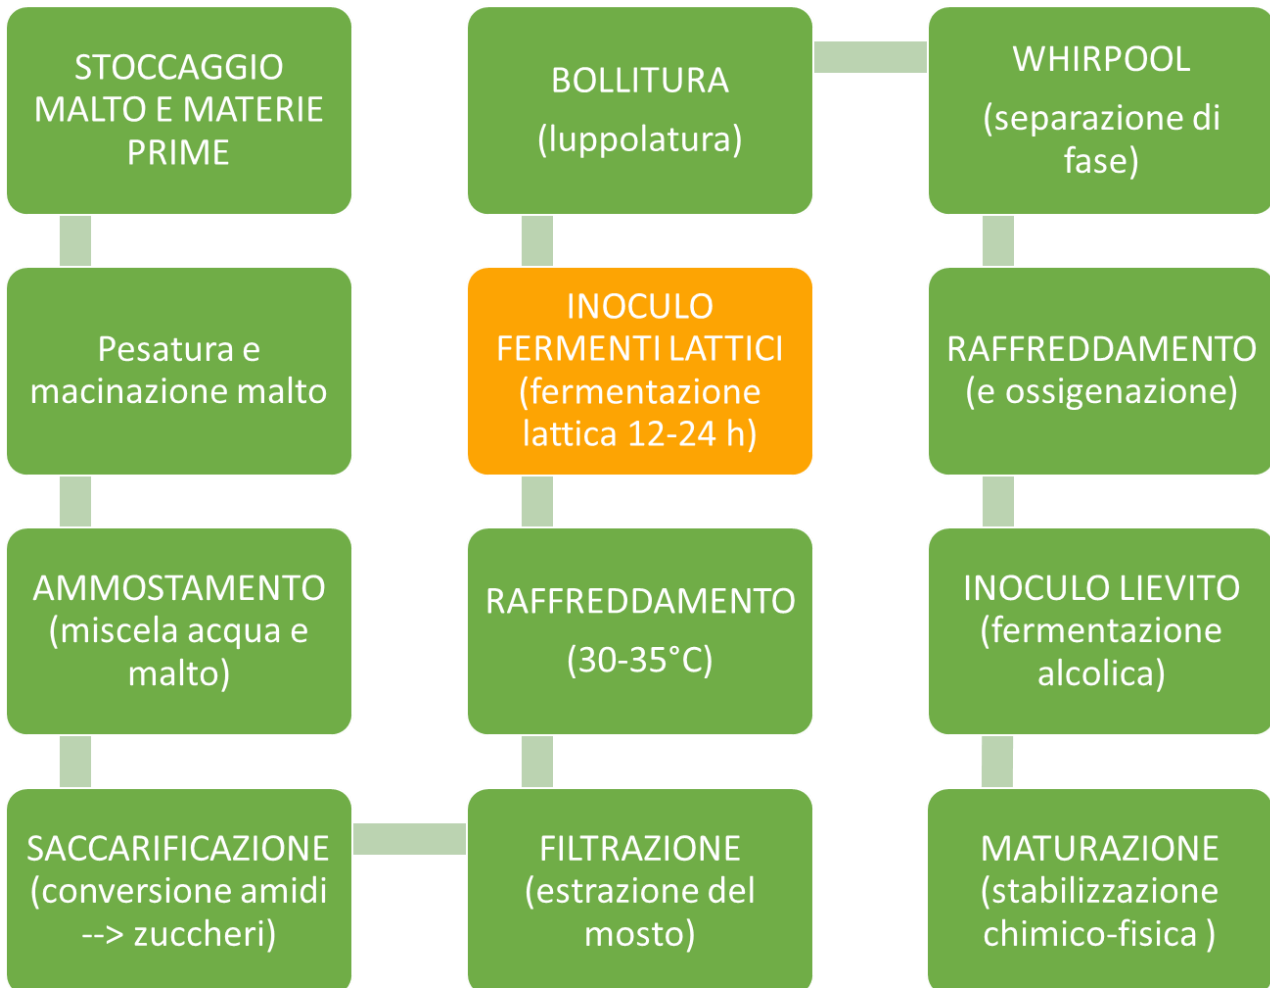 STOCCAGGIO
MALTO E MATERIE
PRIME
Pesatura e
macinazione malto
AMMOSTAMENTO
(miscela acqua e
malto)
SACCARIFICAZIONE
(conversione amidi
--> zuccheri)
FILTRAZIONE
(estrazione del
mosto)
RAFFREDDAMENTO
(30-35°C)
INOCULO
FERMENTI LATTICI
(fermentazione
lattica 12-24 h)
BOLLITURA
(luppolatura)
WHIRPOOL
(separazione di
fase)
RAFFREDDAMENTO
(e ossigenazione)
INOCULO LIEVITO
(fermentazione
alcolica)
MATURAZIONE
(stabilizzazione
chimico-fisica )